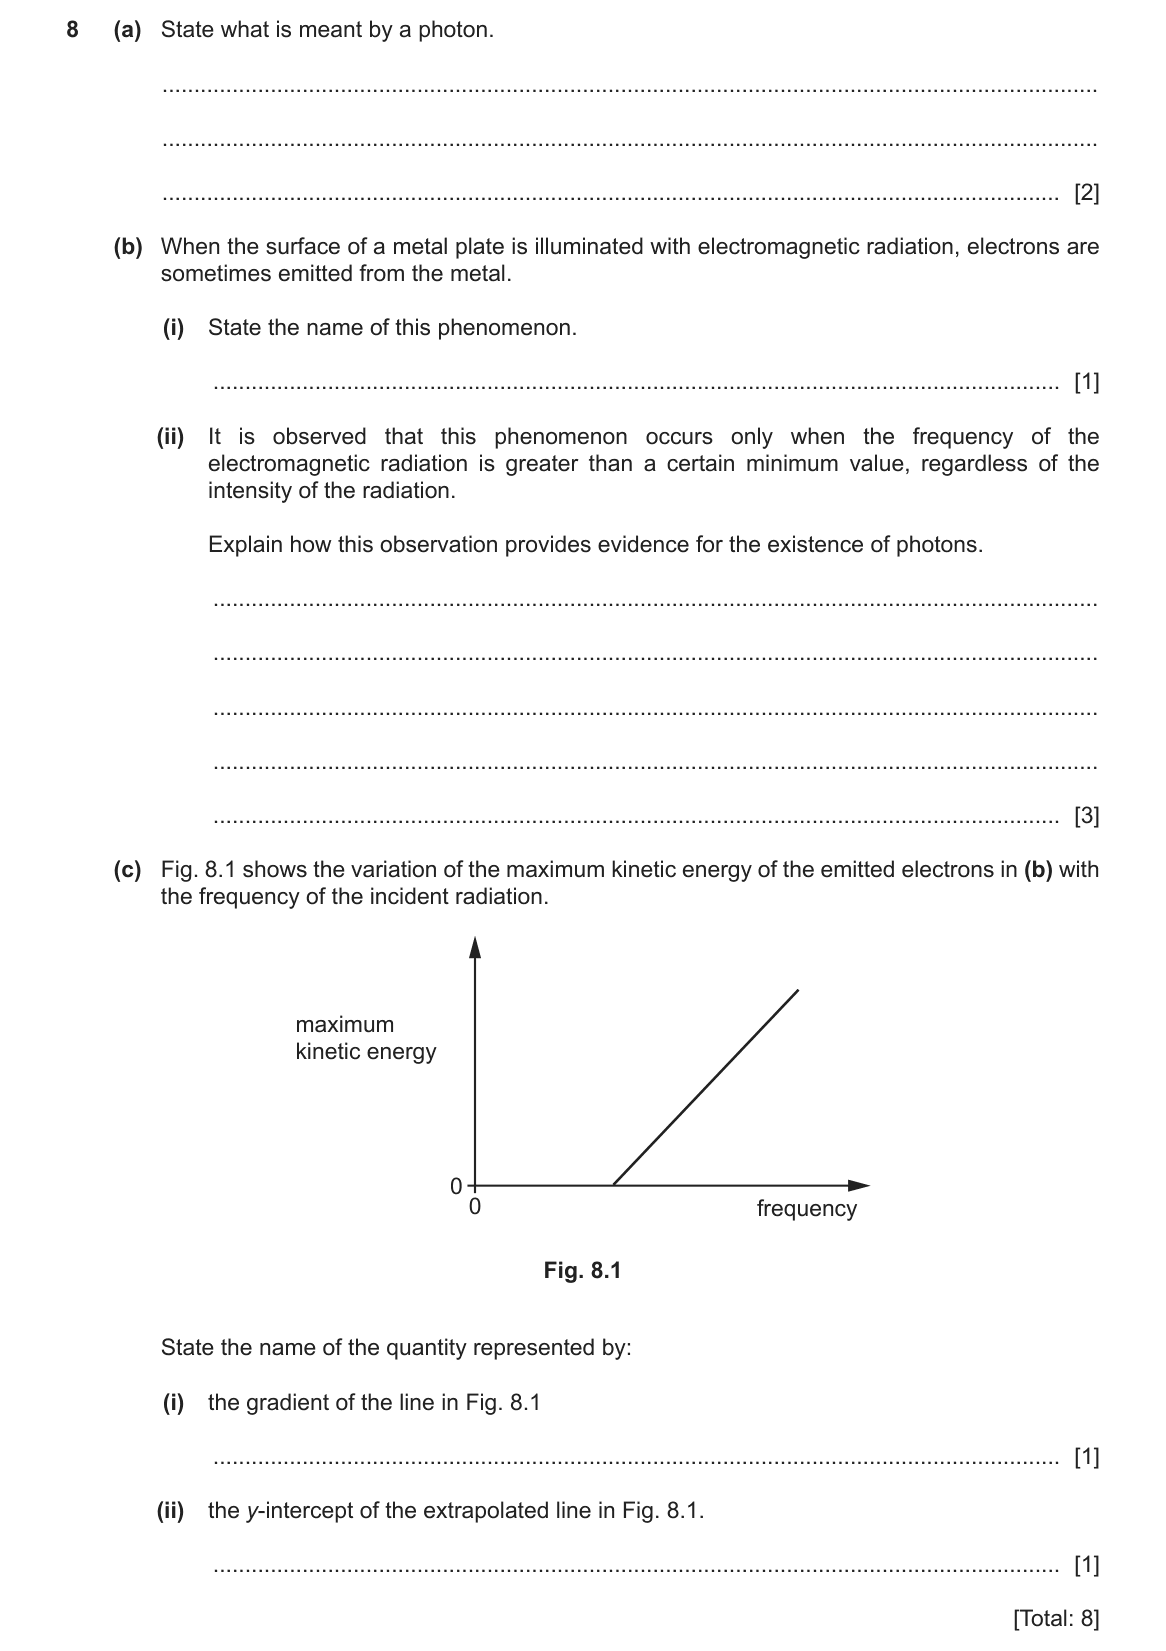 8 (a) State what is meant by a photon.
..........................................................................................................................................
..........................................................................................................................................
.................................................................................................................................... [2]
(b) When the surface of a metal plate is illuminated with electromagnetic radiation, electrons are
sometimes emitted from the metal.
(i) State the name of this phenomenon.
............................................................................................................................ [1]
(ii) It is observed that this phenomenon occurs only when the frequency of the
electromagnetic radiation is greater than a certain minimum value, regardless of the
intensity of the radiation.
Explain how this observation provides evidence for the existence of photons.
..................................................................................................................................
..................................................................................................................................
..................................................................................................................................
..................................................................................................................................
............................................................................................................................ [3]
(c) Fig. 8.1 shows the variation of the maximum kinetic energy of the emitted electrons in (b) with
the frequency of the incident radiation.
maximum
kinetic energy
0
0
frequency
Fig. 8.1
State the name of the quantity represented by:
(i) the gradient of the line in Fig. 8.1
............................................................................................................................ [1]
(ii) the y-intercept of the extrapolated line in Fig. 8.1.
............................................................................................................................ [1]
[Total: 8]